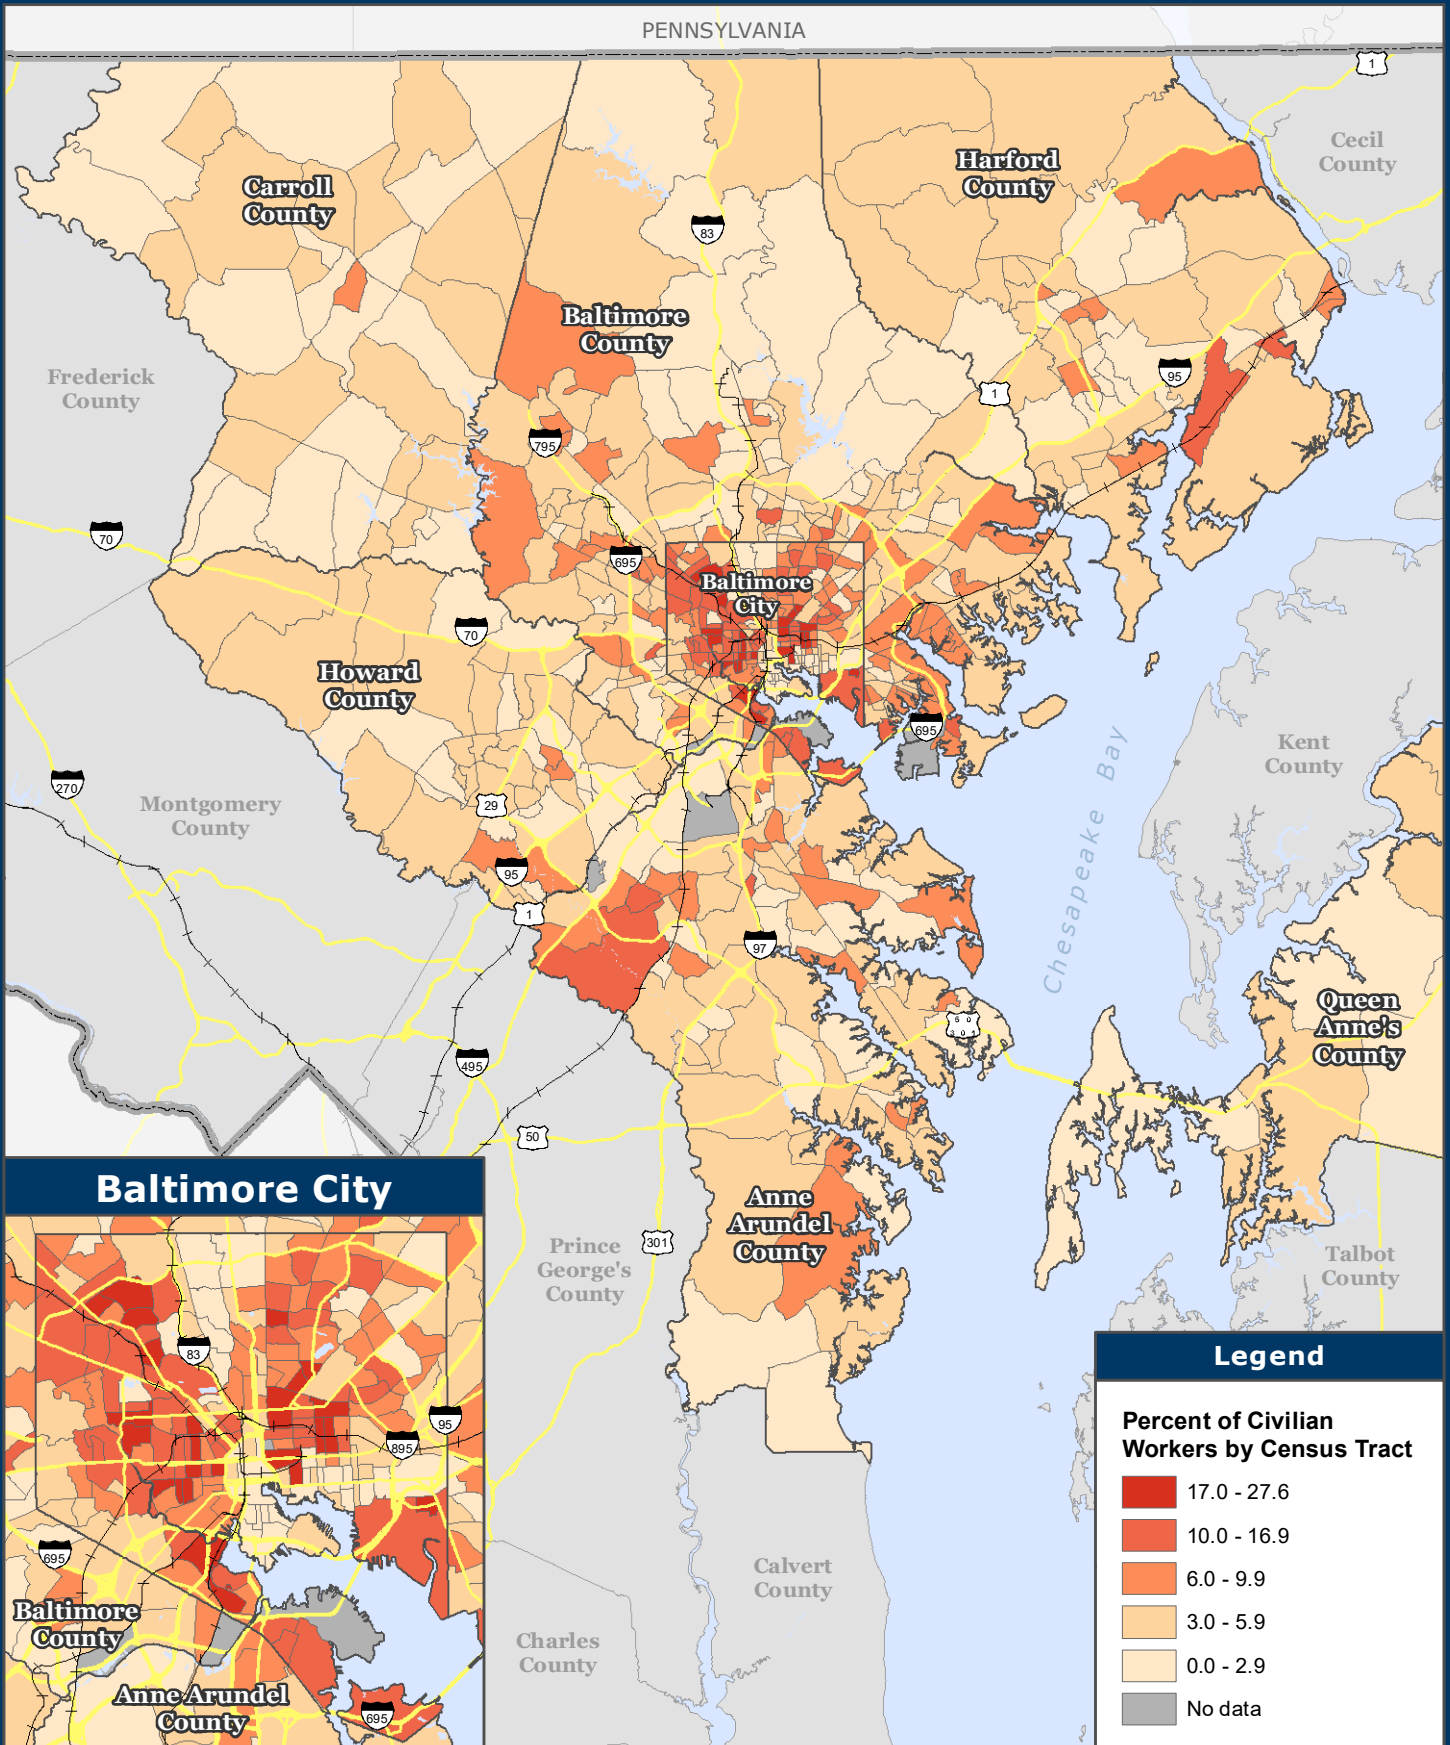 PENNSYLVANIA
1
Cecil
County
Harford
County
Carroll
County
83
Baltimore
County
Frederick
County
95
1
795
70
695
Baltimore
City
70
Howard
County
695
Kent
County
270
Montgomery
County
29
Chesapeake Bay
95
1
97
Queen
Anne's
County
60
301
495
50
Anne
Arundel
County
301
Prince
George's
County
Talbot
County
Calvert
County
Charles
County
Baltimore City
83
95
895
695
Baltimore
County
Anne Arundel
County
695
Legend
Percent of Civilian
Workers by Census Tract
17.0 - 27.6
10.0 - 16.9
6.0 - 9.9
3.0 - 5.9
0.0 - 2.9
No data